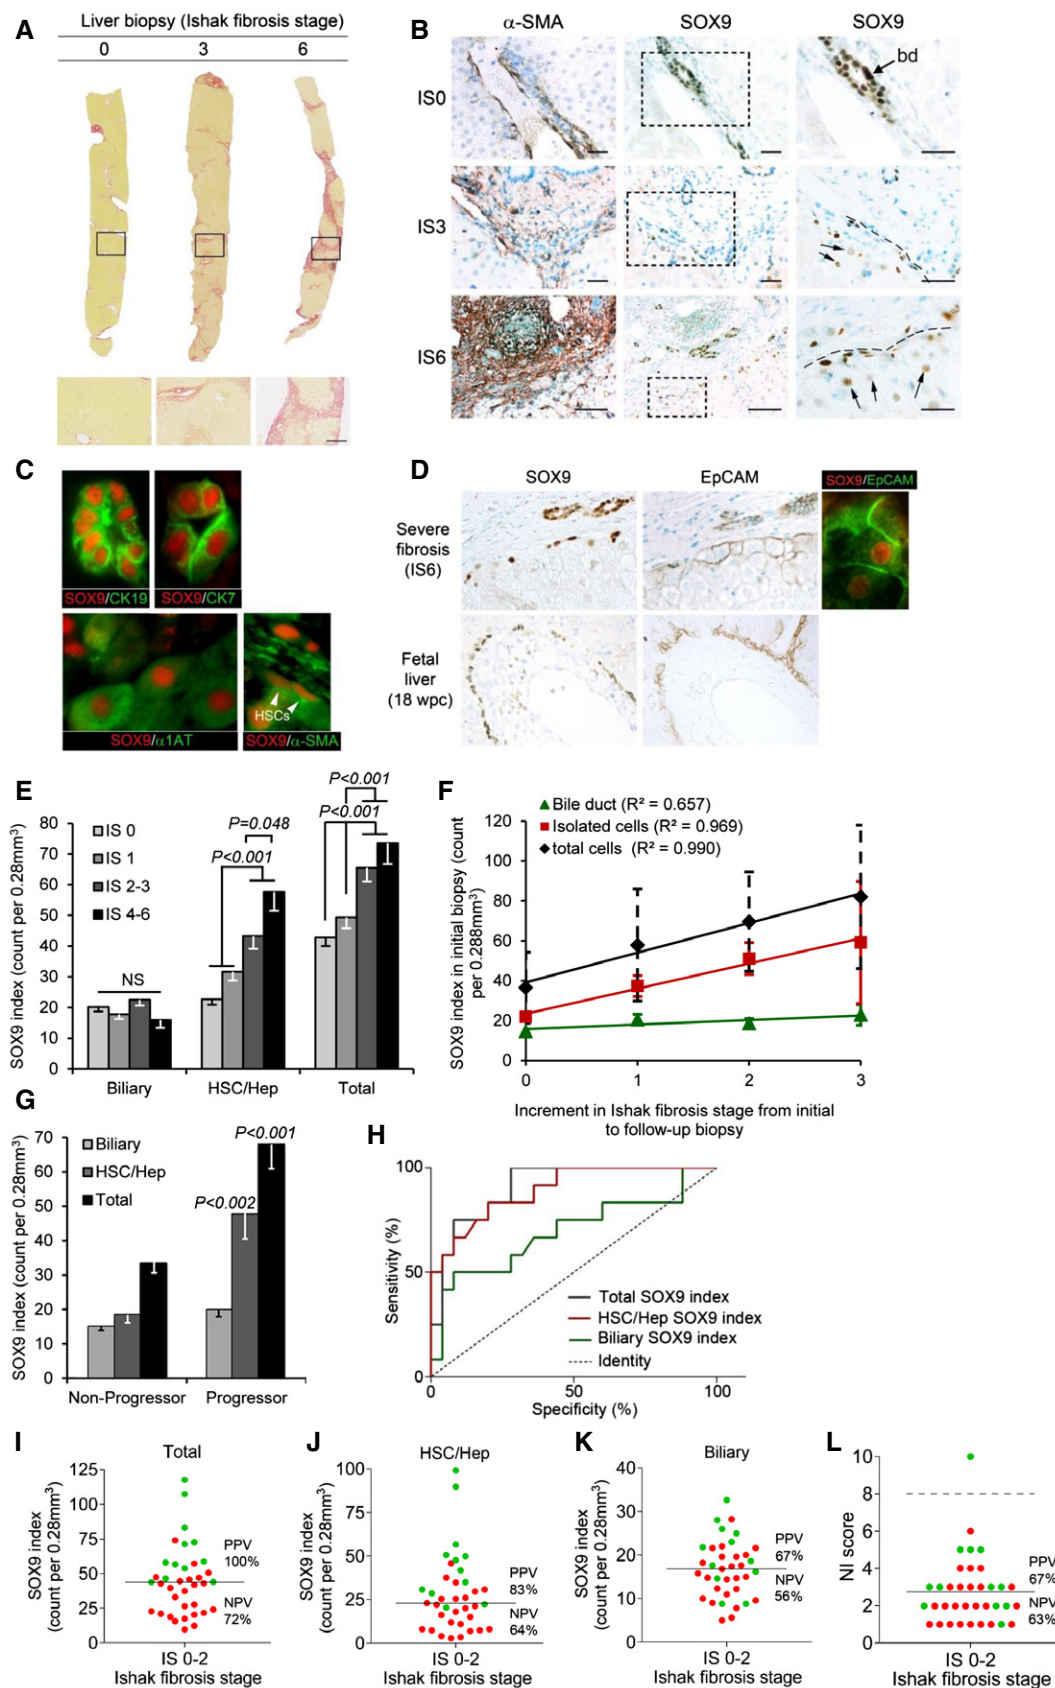 A
Liver biopsy (Ishak fibrosis stage)
0 3 6
B
α-SMA SOX9 SOX9
IS0
bd
IS3
IS6
C
SOX9/CK19 SOX9/CK7
HSCs
SOX9/α1AT SOX9/α-SMA
D
SOX9 EpCAM
SOX9/EpCAM
Severe
fibrosis
(IS6)
Fetal
liver
(18 wpc)
E
SOX9 index (count per 0.28mm³)
80
70
60
50
40
30
20
10
0
IS 0
IS 1
IS 2-3
IS 4-6
NS
P<0.001
P=0.048
P<0.001
P<0.001
Biliary HSC/Hep Total
F
SOX9 index in initial biopsy (count
per 0.288mm³)
Bile duct (R² = 0.657)
Isolated cells (R² = 0.969)
total cells (R² = 0.990)
120
100
80
60
40
20
0
0 1 2 3
Increment in Ishak fibrosis stage from initial
to follow-up biopsy
G
SOX9 index (count per 0.28mm³)
70
60
50
40
30
20
10
0
Biliary
HSC/Hep
Total
P<0.002
P<0.001
Non-Progressor Progressor
H
Sensitivity (%)
100
50
0
Total SOX9 index
HSC/Hep SOX9 index
Biliary SOX9 index
Identity
0 50 100
Specificity (%)
I
Total
SOX9 index
(count per 0.28mm³)
125
100
75
50
25
0
PPV
100%
NPV
72%
IS 0-2
Ishak fibrosis stage
J
HSC/Hep
SOX9 index
(count per 0.28mm³)
100
75
50
25
0
PPV
83%
NPV
64%
IS 0-2
Ishak fibrosis stage
K
Biliary
SOX9 index
(count per 0.28mm³)
40
30
20
10
0
PPV
67%
NPV
56%
IS 0-2
Ishak fibrosis stage
L
NI score
10
8
6
4
2
0
PPV
67%
NPV
63%
IS 0-2
Ishak fibrosis stage